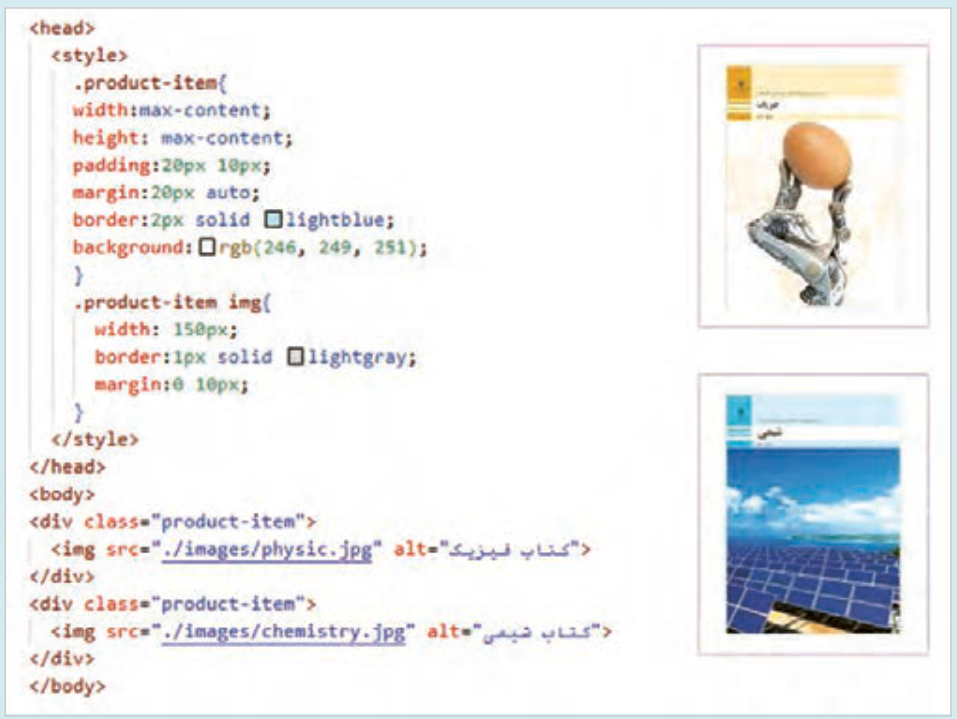 <head>
<style>
.product-item{
width:max-content;
height: max-content;
padding:20px 10px;
margin:20px auto;
border:2px solid lightblue;
background: rgb(246, 249, 251);
}
.product-item img{
width: 150px;
border:1px solid lightgray;
margin:0 10px;
}
</style>
</head>
<body>
<div class="product-item">
<img src="./images/physic.jpg" alt="کتاب فیزیک">
</div>
<div class="product-item">
<img src="./images/chemistry.jpg" alt="کتاب شیمی">
</div>
</body>
شیمی